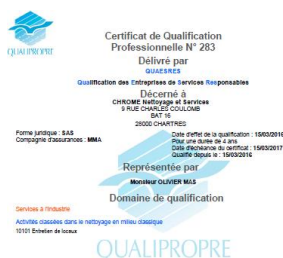 QUALIPROPRE
Certificat de Qualification
Professionnelle N° 283
Délivré par
QUAESRES
Qualification des Entreprises de Services Responsables
Décerné à
CHROME Nettoyage et Services
9 RUE CHARLES COULOMB
BAT 16
28000 CHARTRES
Forme juridique : SAS
Compagnie d'assurances : MMA
Date d'effet de la qualification : 15/03/2016
Pour une durée de 4 ans
Date d'échéance du certificat : 15/03/2017
Qualifié depuis le : 15/03/2016
Représentée par
Monsieur OLIVIER MAS
Domaine de qualification
Services à l'industrie
Activités classées dans le nettoyage en milieu classique
10101 Entretien de locaux
QUALIPROPRE